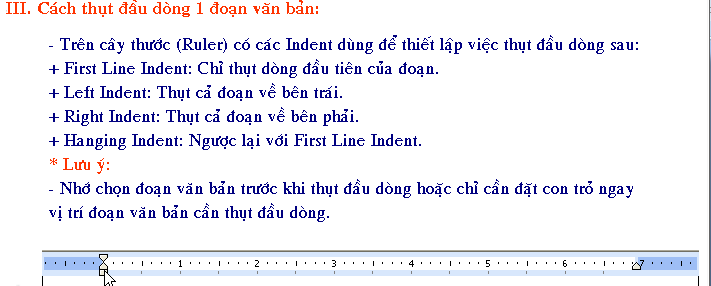 III. Cách thụt đầu dòng 1 đoạn văn bản:
- Trên cây thước (Ruler) có các Indent dùng để thiết lập việc thụt đầu dòng sau:
+ First Line Indent: Chỉ thụt dòng đầu tiên của đoạn.
+ Left Indent: Thụt cả đoạn về bên trái.
+ Right Indent: Thụt cả đoạn về bên phải.
+ Hanging Indent: Ngược lại với First Line Indent.
* Lưu ý:
- Nhớ chọn đoạn văn bản trước khi thụt đầu dòng hoặc chỉ cần đặt con trỏ ngay
vị trí đoạn văn bản cần thụt đầu dòng.
1 2 3 4 5 6 7